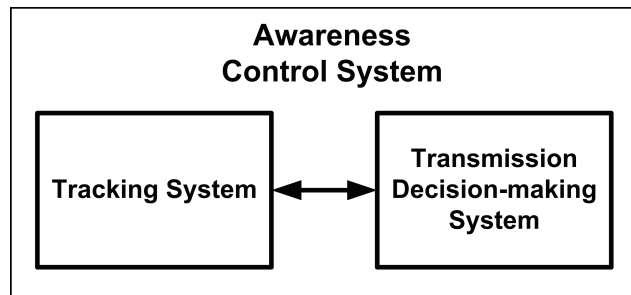 Awareness
Control System
Tracking System
Transmission
Decision-making
System